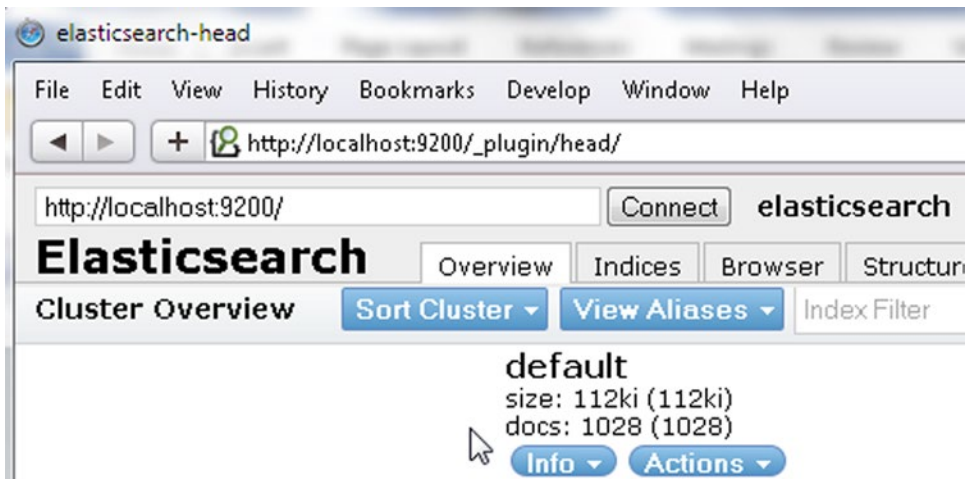 elasticsearch-head
File Edit View History Bookmarks Develop Window Help
http://localhost:9200/_plugin/head/
http://localhost:9200/ Connect elasticsearch
Elasticsearch Overview Indices Browser Structure
Cluster Overview Sort Cluster View Aliases Index Filter
default
size: 112ki (112ki)
docs: 1028 (1028)
Info Actions